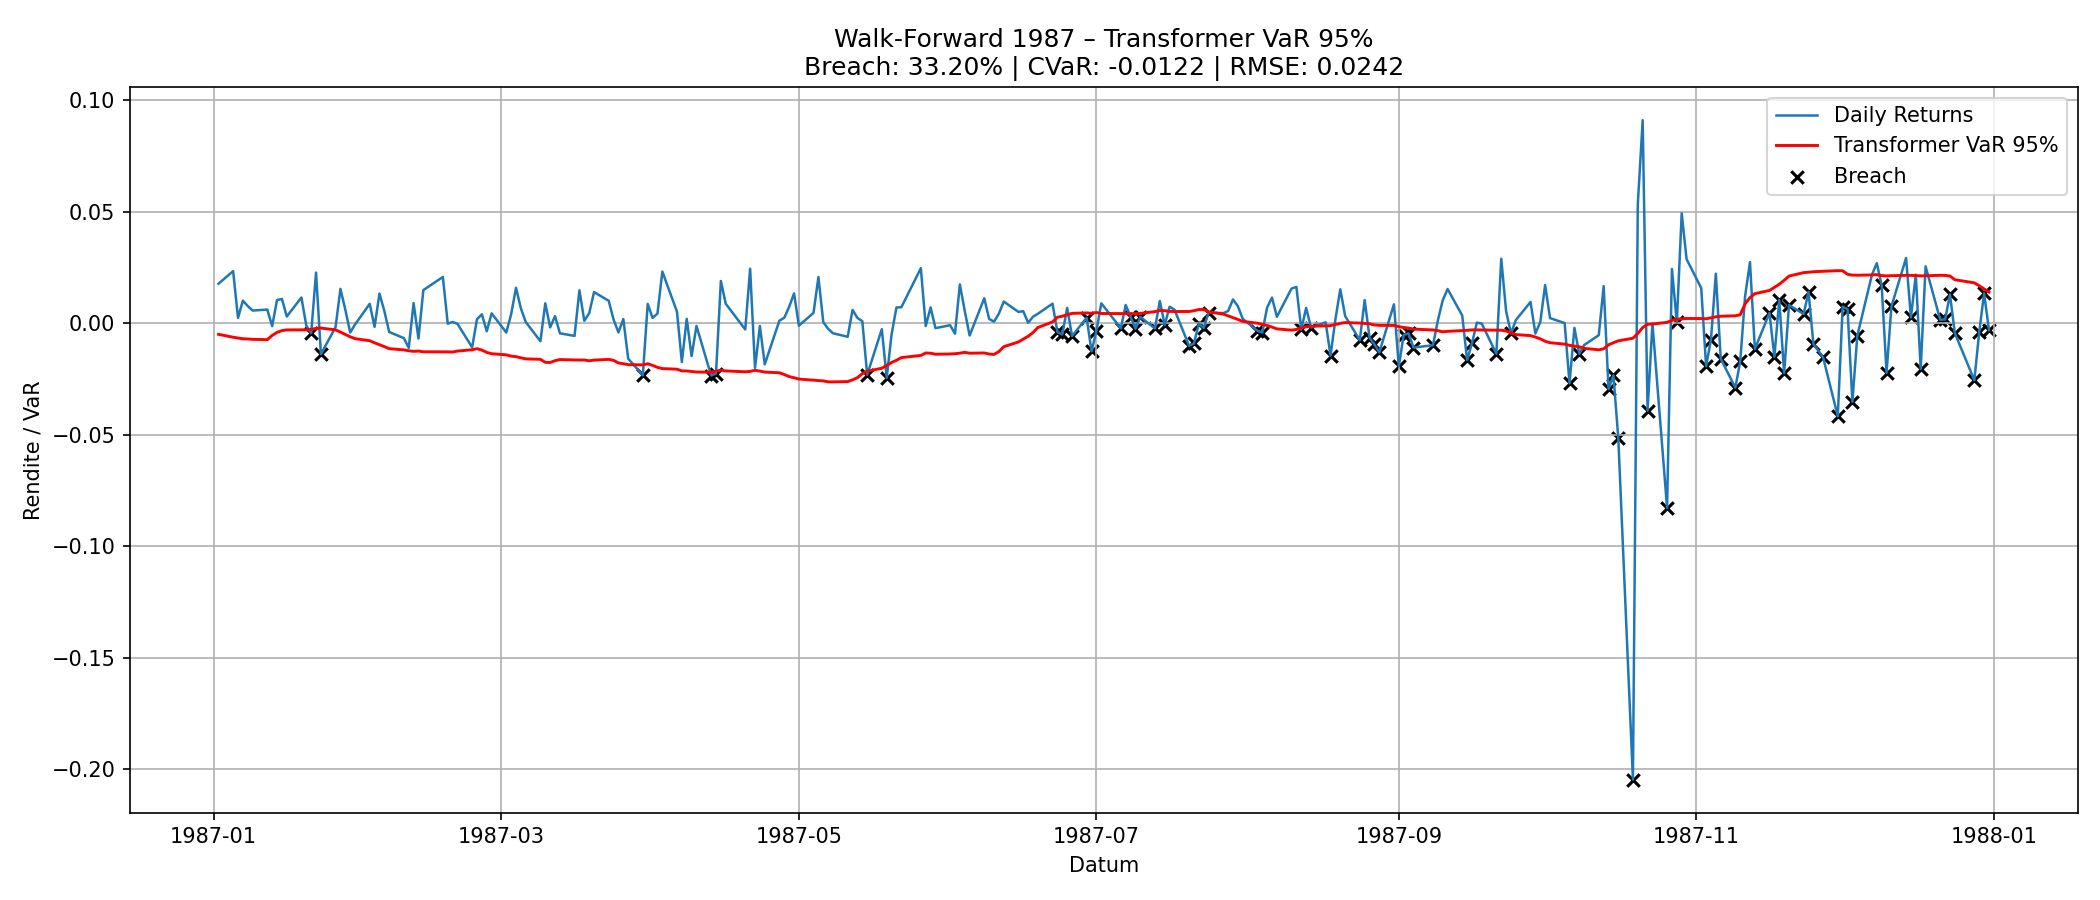 Walk-Forward 1987 – Transformer VaR 95%
Breach: 33.20% | CVaR: -0.0122 | RMSE: 0.0242
Daily Returns
Transformer VaR 95%
Breach
0.10
0.05
0.00
−0.05
−0.10
−0.15
−0.20
Rendite / VaR
1987-01 1987-03 1987-05 1987-07 1987-09 1987-11 1988-01
Datum